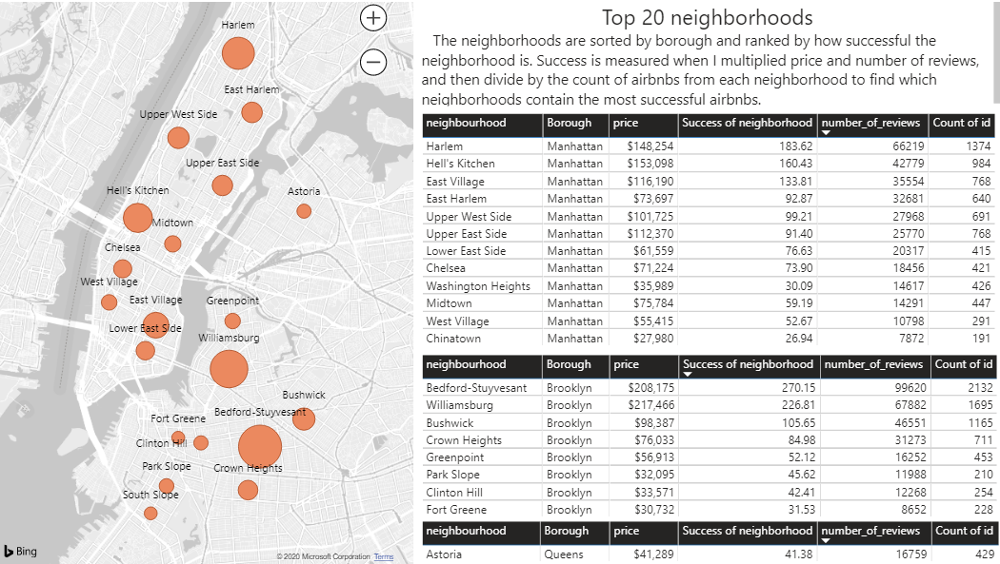 Harlem
East Harlem
Upper West Side
Upper East Side
Astoria
Hell's Kitchen
Midtown
Chelsea
West Village
East Village
Greenpoint
Lower East Side
Williamsburg
Bushwick
Fort Greene
Bedford-Stuyvesant
Clinton Hill
Park Slope
Crown Heights
South Slope
Bing
© 2020 Microsoft Corporation Terms
Top 20 neighborhoods
The neighborhoods are sorted by borough and ranked by how successful the
neighborhood is. Success is measured when I multiplied price and number of reviews,
and then divide by the count of airbnbs from each neighborhood to find which
neighborhoods contain the most successful airbnbs.
neighbourhood Borough price Success of neighborhood number_of_reviews Count of id
Harlem Manhattan $148,254 183.62 66219 1374
Hell's Kitchen Manhattan $153,098 160.43 42779 984
East Village Manhattan $116,190 133.81 35554 768
East Harlem Manhattan $73,697 92.87 32681 640
Upper West Side Manhattan $101,725 99.21 27968 691
Upper East Side Manhattan $112,370 91.40 25770 768
Lower East Side Manhattan $61,559 76.63 20317 415
Chelsea Manhattan $71,224 73.90 18456 421
Washington Heights Manhattan $35,989 30.09 14617 426
Midtown Manhattan $75,784 59.19 14291 447
West Village Manhattan $55,415 52.67 10798 291
Chinatown Manhattan $27,980 26.94 7872 191
neighbourhood Borough price Success of neighborhood number_of_reviews Count of id
Bedford-Stuyvesant Brooklyn $208,175 270.15 99620 2132
Williamsburg Brooklyn $217,466 226.81 67882 1695
Bushwick Brooklyn $98,387 105.65 46551 1165
Crown Heights Brooklyn $76,033 84.98 31273 711
Greenpoint Brooklyn $56,913 52.12 16252 453
Park Slope Brooklyn $32,095 45.62 11988 210
Clinton Hill Brooklyn $33,571 42.41 12268 254
Fort Greene Brooklyn $30,732 31.53 8652 228
neighbourhood Borough price Success of neighborhood number_of_reviews Count of id
Astoria Queens $41,289 41.38 16759 429